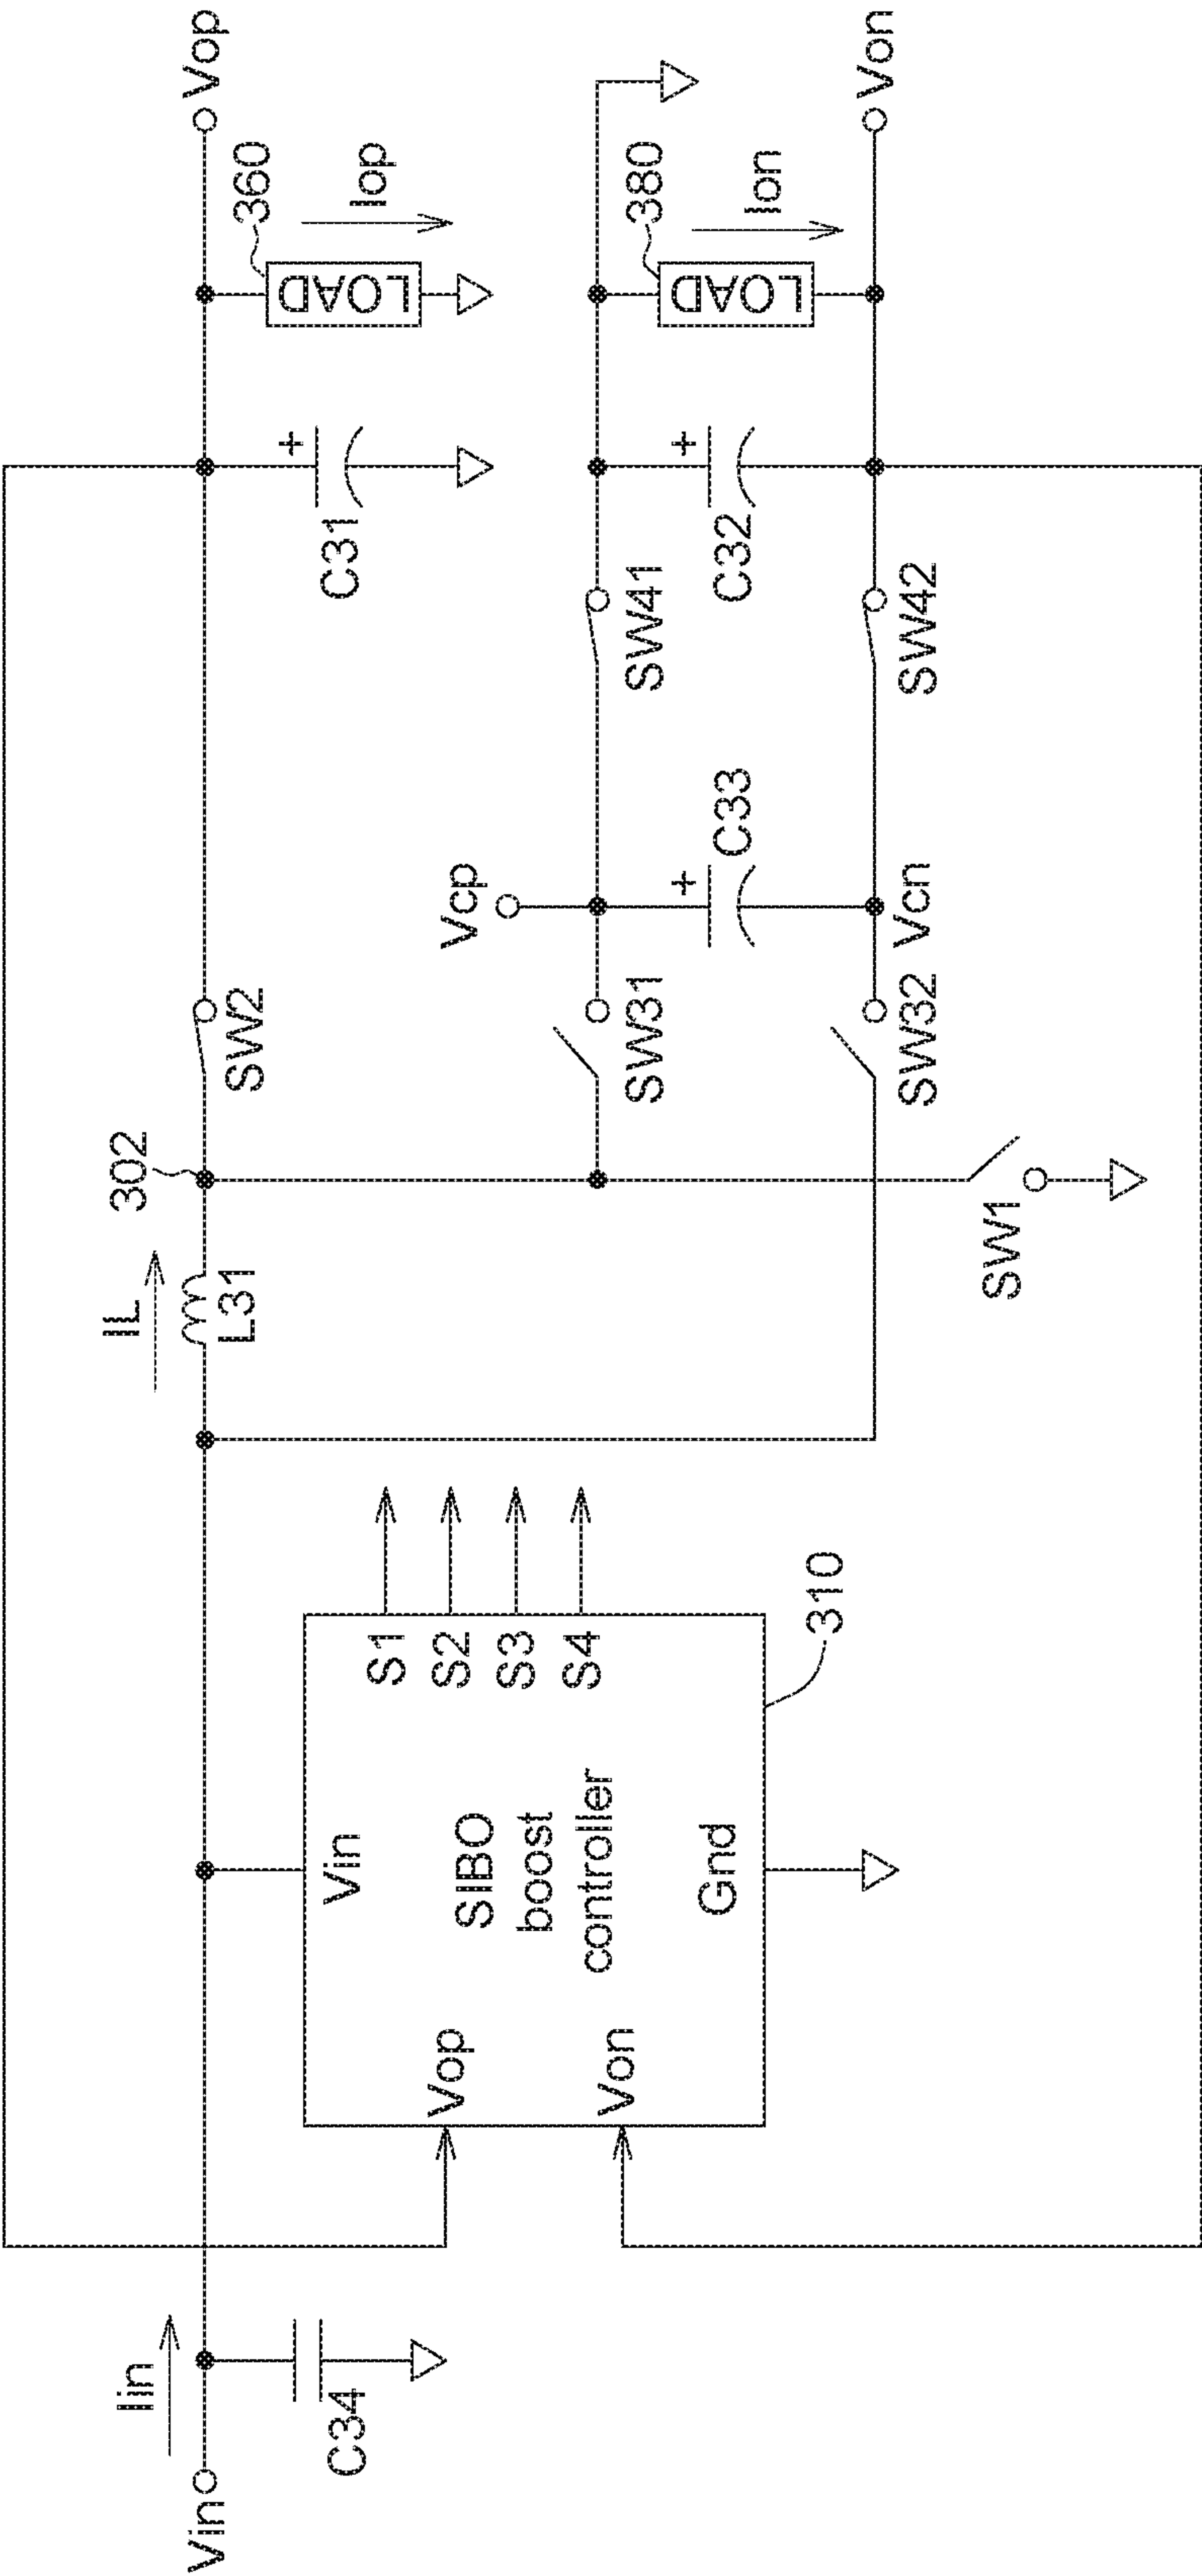 Vin
Iin
C34
Vop
Von
Vin
SIBO
boost
controller
Gnd
S1
S2
S3
S4
310
IL
L31
302
SW2
SW1
SW31
SW32
Vcp
C33
Vcn
SW41
SW42
C31
+
C32
+
+
360
LOAD
Iop
380
LOAD
Ion
Vop
Von